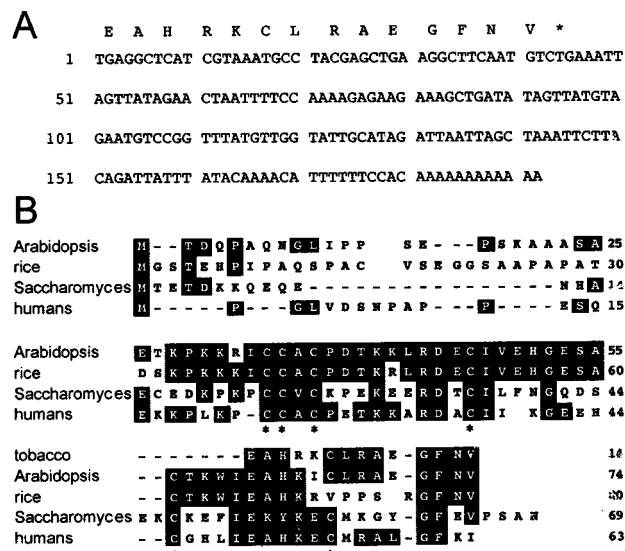 A
E A H R K C L R A E G F N V *
1 TGAGGCTCAT CGTAAATGCC TACGAGCTGA AGGCTTCAAT GTCTGAAATT
51 AGTTATAGAA CTAATTTTCC AAAAGAGAAG AAAGCTGATA TAGTTATGTA
101 GAATGTCCGG TTTATGTTGG TATTGCATAG ATTAATTAGC TAAATTCTTA
151 CAGATTATTT ATACAAAACA TTTTTTCCAC AAAAAAAAAA AA
B
Arabidopsis M - - T D Q P A Q N G L I P P S E - - - - P S K A A A S A 25
rice M G S T E H P I P A Q S P A C V S E G G S A A P A P A T 30
Saccharomyces M T E T D K K Q E Q E - - - - - - - - - - - - - - N H A 14
humans M - - - - P - - G L V D S N P A P - - P - - E S Q 15
Arabidopsis E T K P K K R I C C A C P D T K K L R D E C I V E H G E S A 55
rice D S K P K K K I C C A C P D T K R L R D E C I V E H G E S A 60
Saccharomyces E C E D K P K P C C V C K P E K E E R D T C I L F N G Q D S 44
humans E K K P L K P - C C A C P E T K K A R D A C I I K G E E H 44
* * * *
tobacco - - - - - - - E A H R K C L R A E - G F N V 14
Arabidopsis - - C T K W I E A H K I C L R A E - G F N V 74
rice - - C T K W I E A H K R V P P S R G F N V 80
Saccharomyces E K C K E F I E K Y K E C M K G Y - G F E V P S A N 69
humans - - C G H L I E A H K E C M R A L - G F K I 63